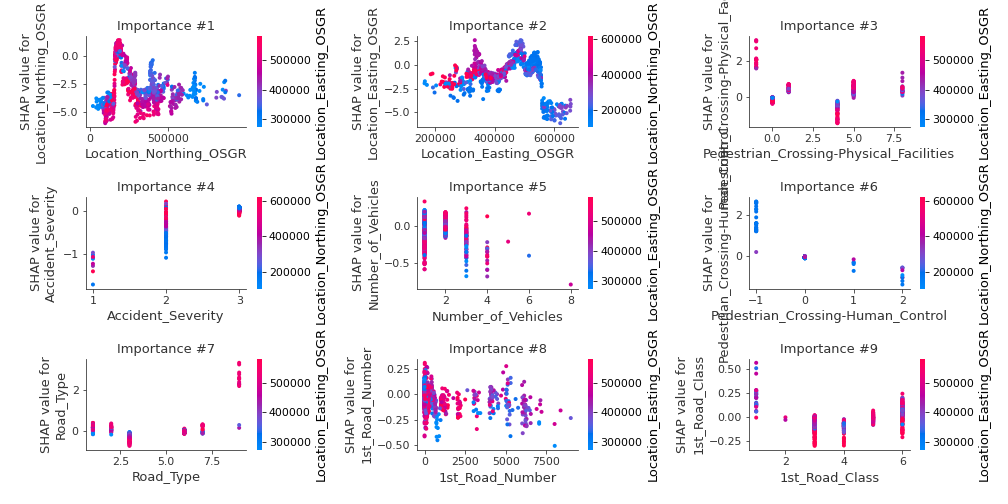 Importance #1
SHAP value for
Location_Northing_OSGR
0.0
−2.5
−5.0
0
500000
Location_Northing_OSGR
500000
400000
300000
Location_Easting_OSGR
Importance #2
SHAP value for
Location_Easting_OSGR
2.5
0.0
−2.5
−5.0
200000
400000
600000
Location_Easting_OSGR
600000
400000
200000
Location_Northing_OSGR
Importance #3
SHAP value for
2
0
0.0
2.5
5.0
7.5
Pedestrian_Crossing-Physical_Facilities
500000
400000
300000
Location_Easting_OSGR
Importance #4
SHAP value for
Accident_Severity
0
−1
1
2
3
Accident_Severity
600000
400000
200000
Location_Northing_OSGR
Importance #5
SHAP value for
Number_of_Vehicles
0.0
−0.5
2
4
6
8
Number_of_Vehicles
500000
400000
300000
Location_Easting_OSGR
Importance #6
SHAP value for
2
0
−1
0
1
2
Pedestrian_Crossing-Human_Control
600000
400000
200000
Location_Northing_OSGR
Importance #7
SHAP value for
Road_Type
2
0
2.5
5.0
7.5
Road_Type
500000
400000
300000
Location_Easting_OSGR
Importance #8
SHAP value for
1st_Road_Number
0.25
0.00
−0.25
−0.50
0
2500
5000
7500
1st_Road_Number
500000
400000
300000
Location_Easting_OSGR
Importance #9
SHAP value for
1st_Road_Class
0.50
0.25
0.00
−0.25
2
4
6
1st_Road_Class
500000
400000
300000
Location_Easting_OSGR